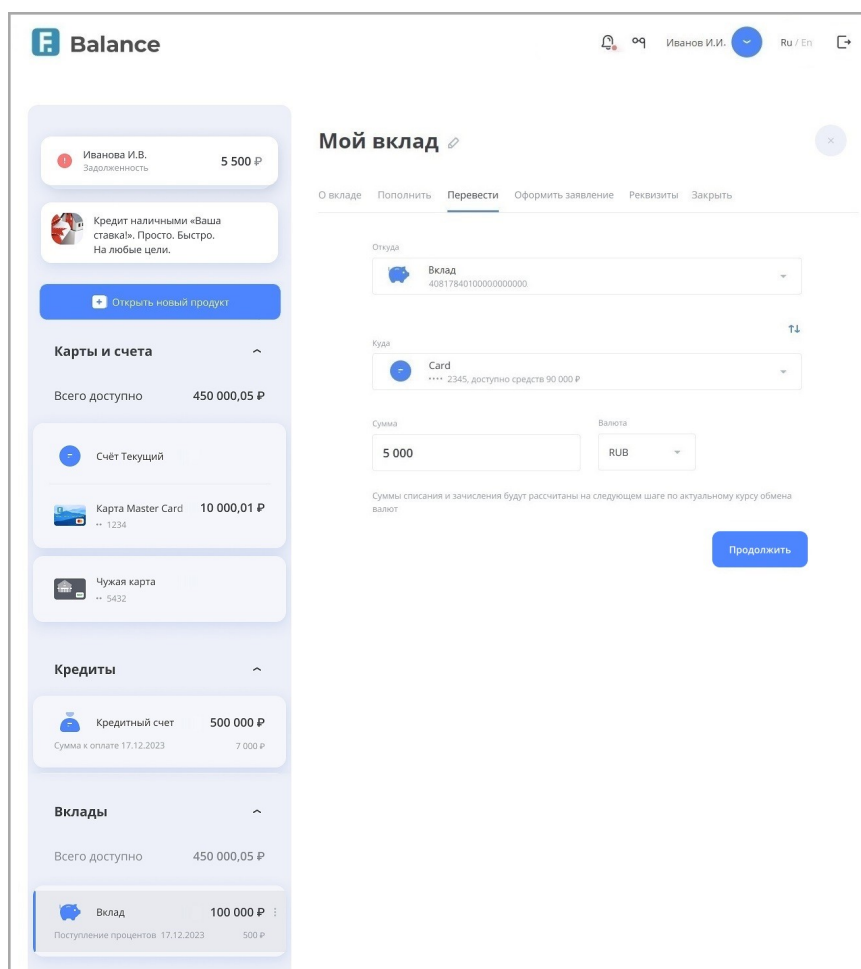 F. Balance
Иванов И.И.
Ru / En
Иванова И.В.
Задолженность
5 500 ₽
Кредит наличными «Ваша
ставка!». Просто. Быстро.
На любые цели.
Открыть новый продукт
Карты и счета
Всего доступно 450 000,05 ₽
Счёт Текущий
Карта Master Card 10 000,01 ₽
•• 1234
Чужая карта
•• 5432
Кредиты
Кредитный счет 500 000 ₽
Сумма к оплате 17.12.2023 7 000 ₽
Вклады
Всего доступно 450 000,05 ₽
Вклад 100 000 ₽
Поступление процентов 17.12.2023 500 ₽
Мой вклад
О вкладе Пополнить Перевести Оформить заявление Реквизиты Закрыть
Откуда
Вклад
40817840100000000000
Куда
Card
•••• 2345, доступно средств 90 000 ₽
Сумма Валюта
5 000 RUB
Суммы списания и зачисления будут рассчитаны на следующем шаге по актуальному курсу обмена
валют
Продолжить